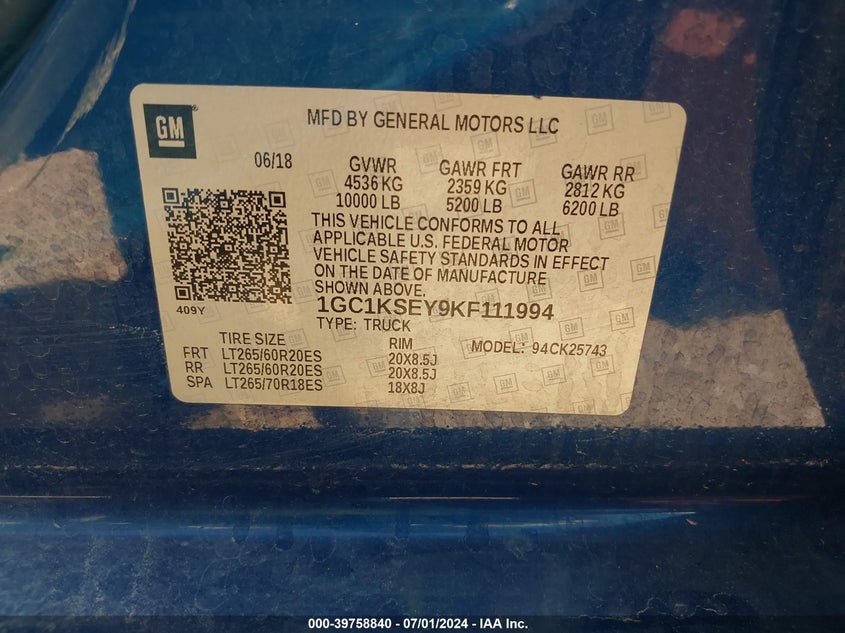 GM
MFD BY GENERAL MOTORS LLC
06/18 GVWR GAWR FRT GAWR RR
4536 KG 2359 KG 2812 KG
10000 LB 5200 LB 6200 LB
THIS VEHICLE CONFORMS TO ALL
APPLICABLE U.S. FEDERAL MOTOR
VEHICLE SAFETY STANDARDS IN EFFECT
ON THE DATE OF MANUFACTURE
SHOWN ABOVE.
409Y
1GC1KSEY9KF111994
TYPE: TRUCK
TIRE SIZE RIM MODEL: 94CK25743
FRT LT265/60R20ES 20X8.5J
RR LT265/60R20ES 20X8.5J
SPA LT265/70R18ES 18X8J
000-39758840 - 07/01/2024 - IAA Inc.